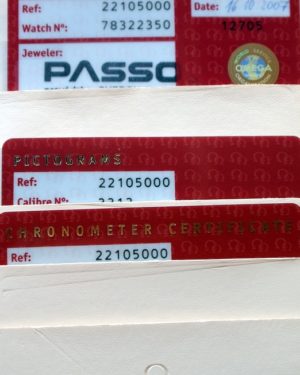 Ref: 22105000 Date: 16 10 2007
Watch Nº: 78322350 12705
Jeweler:
PASSO
OMEGA
PICTOGRAMS
Ref: 22105000
Calibre Nº:
CHRONOMETER CERTIFICATE
Ref: 22105000